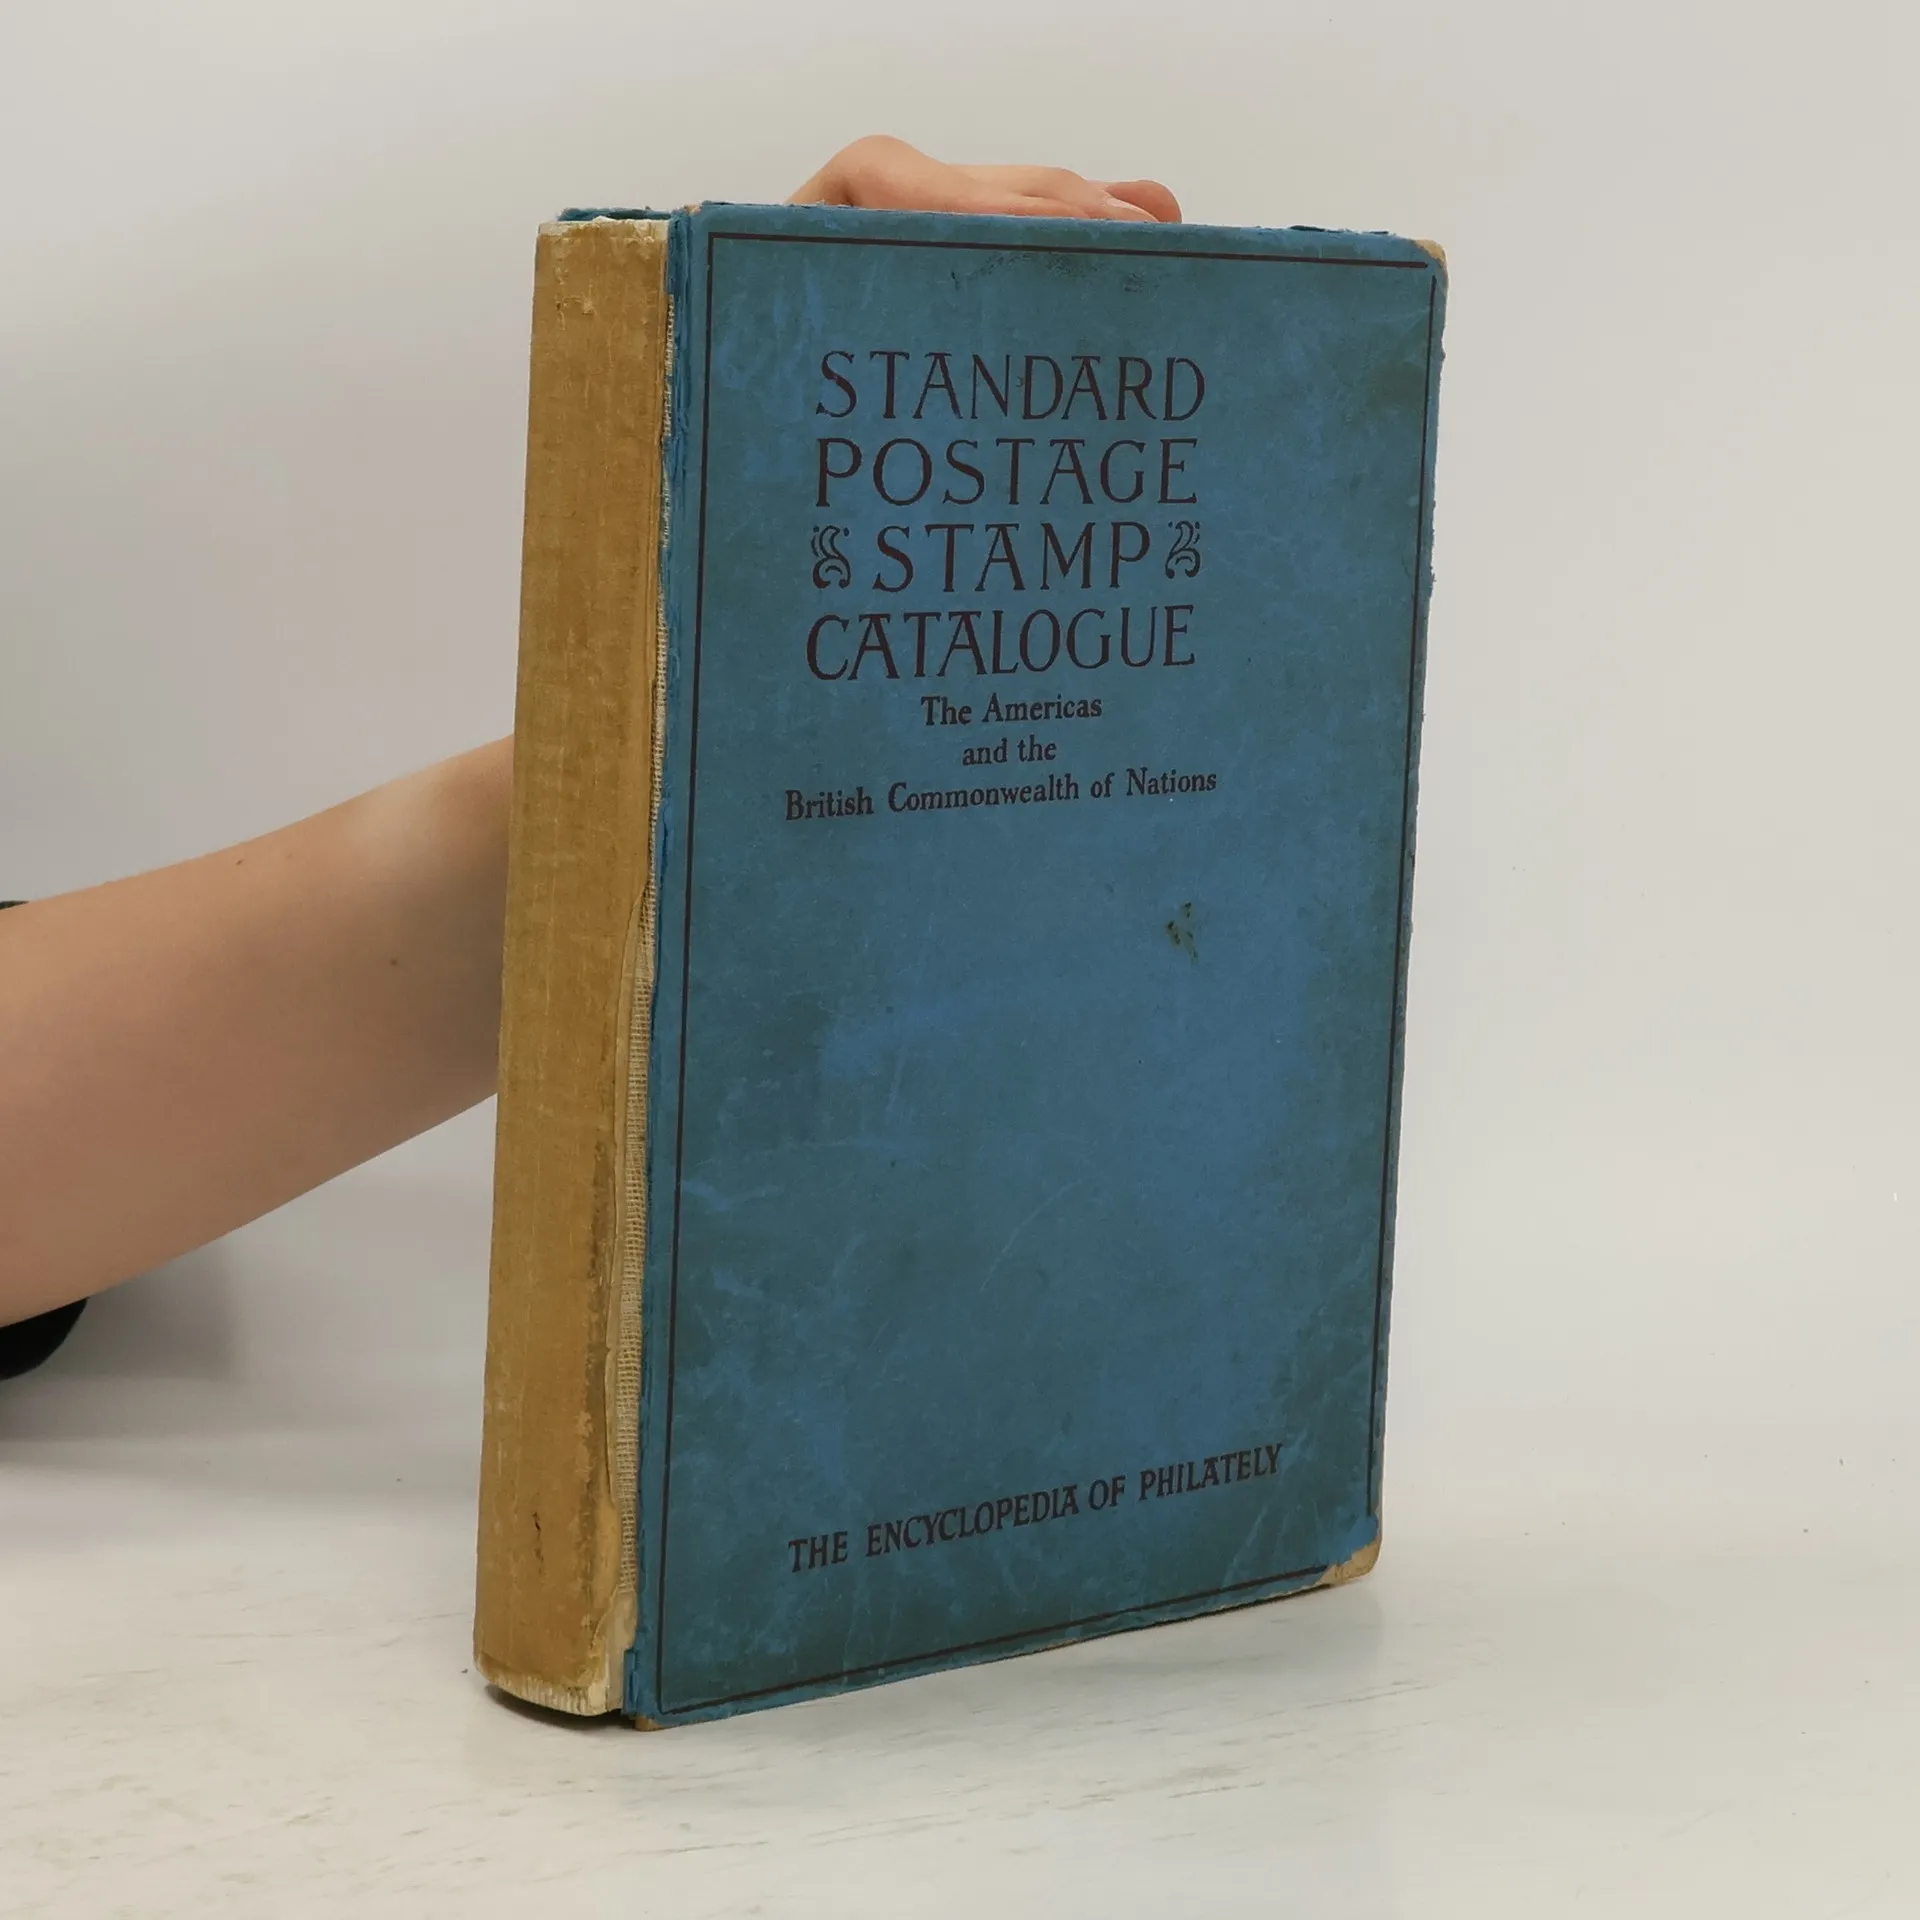 STANDARD
POSTAGE
STAMP
CATALOGUE
The Americas
and the
British Commonwealth of Nations
THE ENCYCLOPEDIA OF PHILATELY